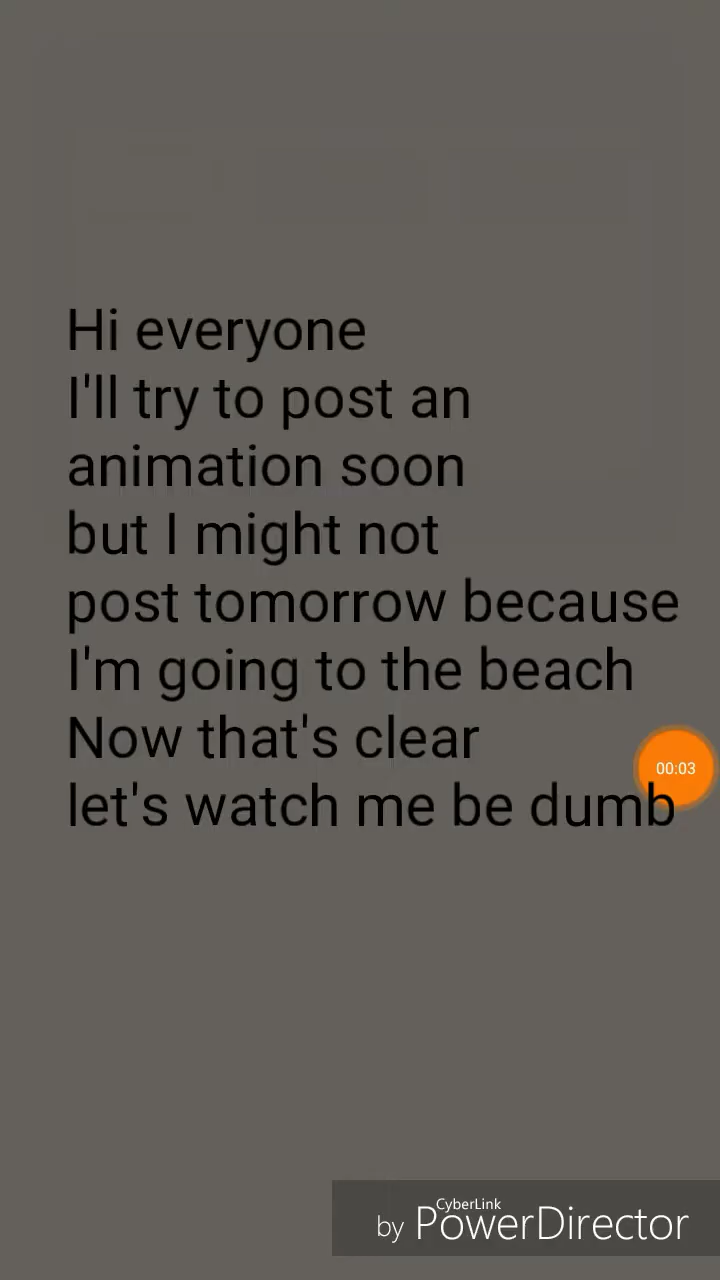 Hi everyone
I'll try to post an
animation soon
but I might not
post tomorrow because
I'm going to the beach
Now that's clear
00:03
let's watch me be dumb
CyberLink
by PowerDirector